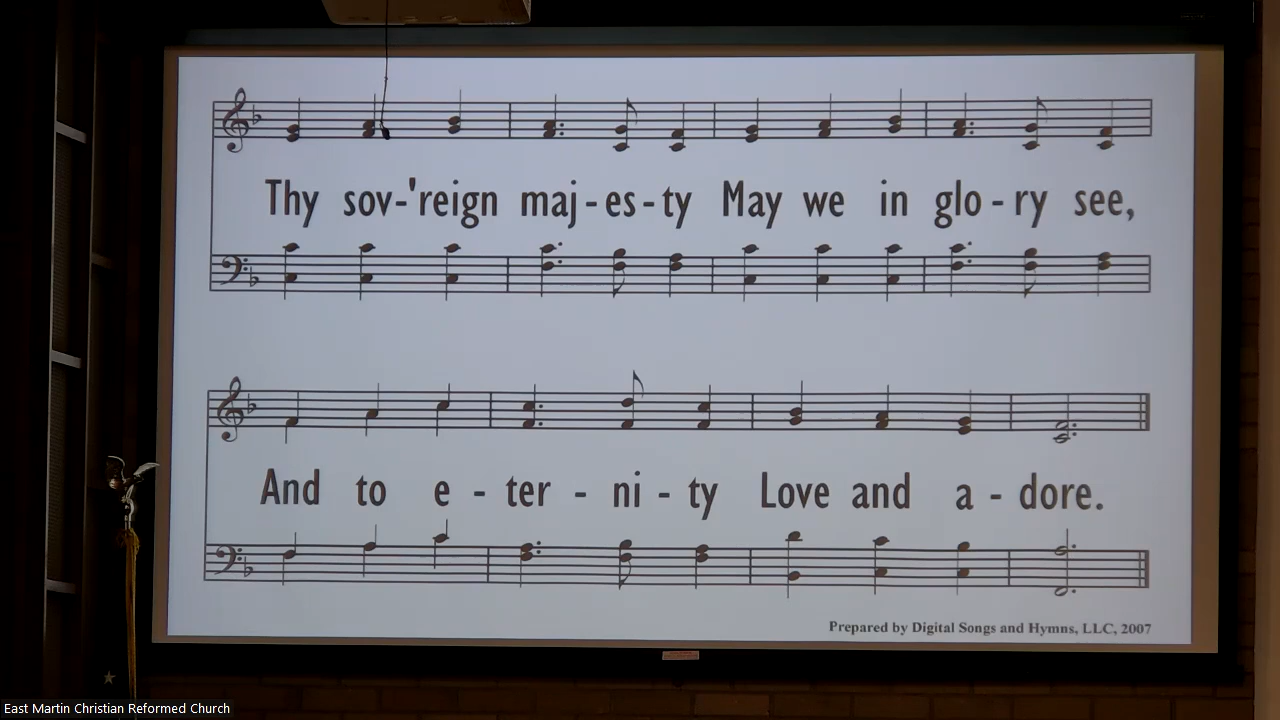 Thy sov-'reign maj-es-ty May we in glo-ry see,
And to e-ter-ni-ty Love and a-dore.
Prepared by Digital Songs and Hymns, LLC, 2007
East Martin Christian Reformed Church